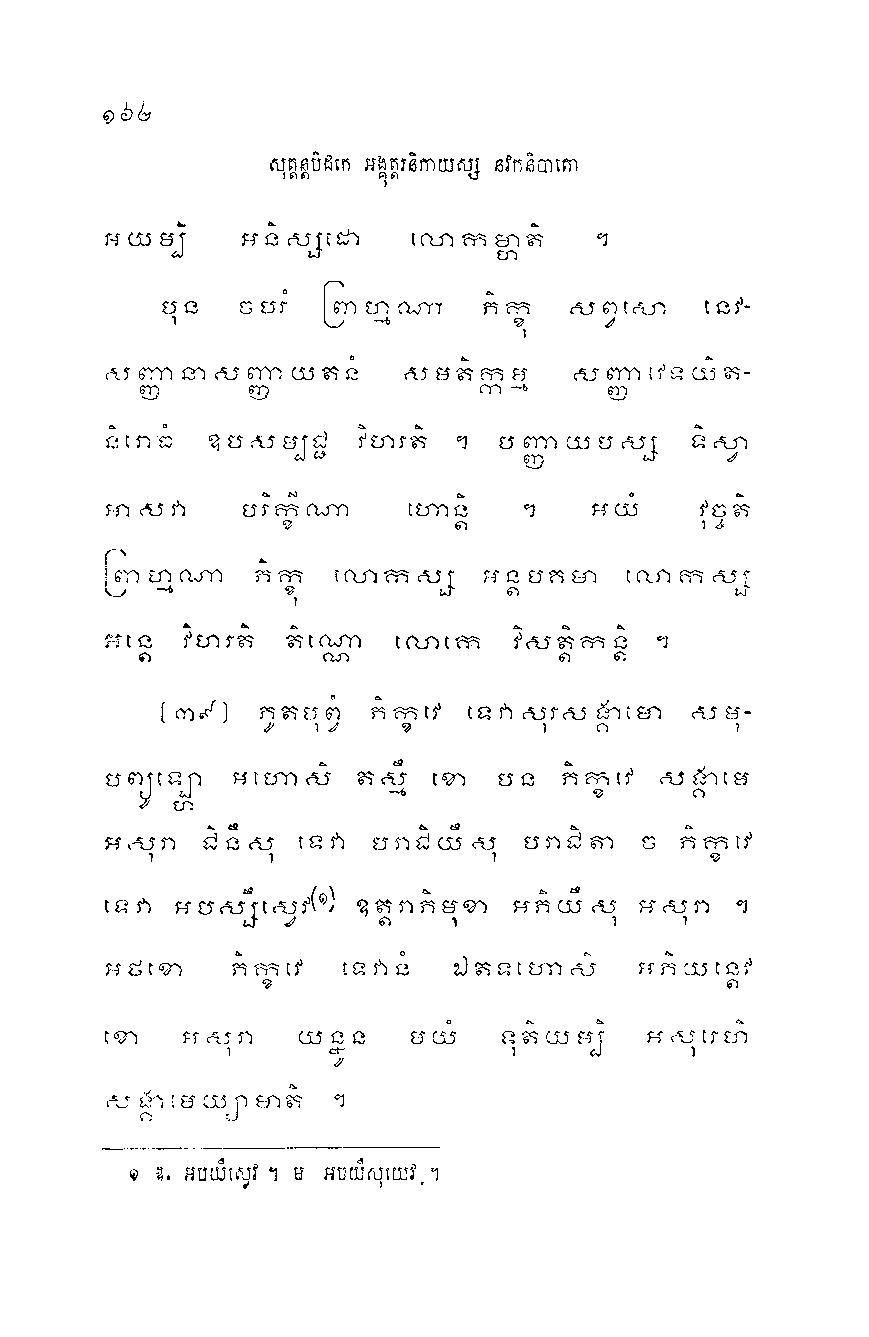 ១៦៤
សុត្តន្តបិដកេ អង្គុត្តរនិកាយស្ស នវកនិបាតោ
អយម្បិ អនិស្សដោ លោកម្ហាតិ ។
បុន ចបរំ ព្រាហ្មណា ភិក្ខុ សព្វសោ នេវ-
សញ្ញានាសញ្ញាយតនំ សមតិក្កម្ម សញ្ញាវេទយិត-
និរោធំ ឧបសម្បជ្ជ វិហរតិ ។ បញ្ញាយបស្ស ទិស្វា
អាសវា បរិក្ខីណា ហោន្តិ ។ អយំ វុច្ចតិ
ព្រាហ្មណា ភិក្ខុ លោកស្ស អន្តបគមា លោកស្ស
អន្តេ វិហរតិ តិណ្ណោ លោកេ វិសត្តិកន្តិ ។
(៣៩) ភូតបុព្វំ ភិក្ខវេ ទេវាសុរសង្គាមោ សមុ-
បព្យូឡ្ហោ អហោសិ តស្មឹ ខោ បន ភិក្ខវេ សង្គាមេ
អសុរា ជិនឹសុ ទេវា បរាជិយឹសុ បរាជិតា ច ភិក្ខវេ
ទេវា អបស្សឹស្វេវ(១) ឧត្តរាភិមុខា អភិយឹសុ អសុរា ។
អថខោ ភិក្ខវេ ទេវានំ ឯតទហោសិ អភិយន្តេវ
ខោ អសុរា យន្នូន មយំ ទុតិយម្បិ អសុរេហិ
សង្គាមេយ្យាមាតិ ។
១ ឱ. អបយឹស្វេវ ។ ម អបយឹសុយេវ ។